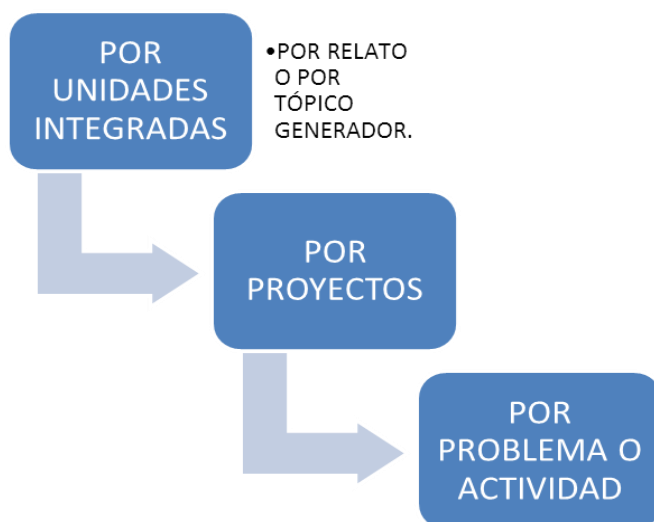 POR
UNIDADES
INTEGRADAS
•POR RELATO
O POR
TÓPICO
GENERADOR.
POR
PROYECTOS
POR
PROBLEMA O
ACTIVIDAD